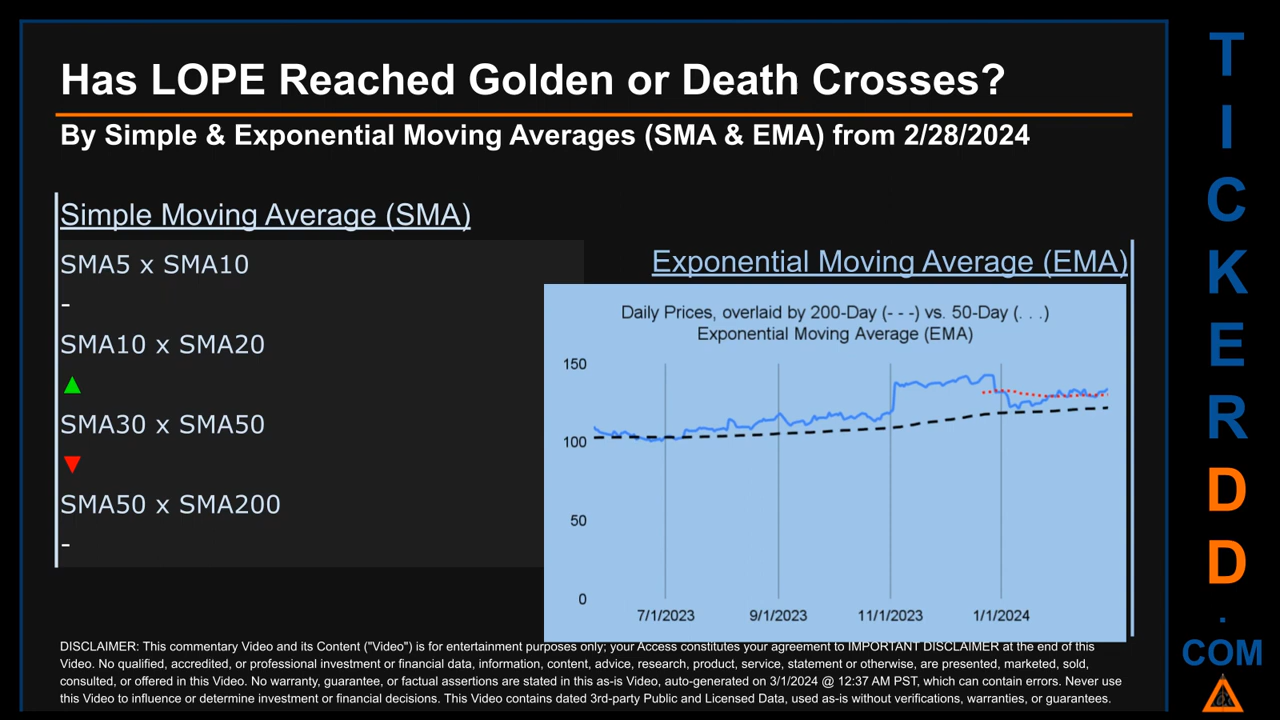 Has LOPE Reached Golden or Death Crosses?
By Simple & Exponential Moving Averages (SMA & EMA) from 2/28/2024
Simple Moving Average (SMA)
SMA5 x SMA10
-
SMA10 x SMA20
▲
SMA30 x SMA50
▼
SMA50 x SMA200
-
Exponential Moving Average (EMA)
Daily Prices, overlaid by 200-Day (- - -) vs. 50-Day (. . .)
Exponential Moving Average (EMA)
150
100
50
0
7/1/2023 9/1/2023 11/1/2023 1/1/2024
DISCLAIMER: This commentary Video and its Content ("Video") is for entertainment purposes only; your Access constitutes your agreement to IMPORTANT DISCLAIMER at the end of this
Video. No qualified, accredited, or professional investment or financial data, information, content, advice, research, product, service, statement or otherwise, are presented, marketed, sold,
consulted, or offered in this Video. No warranty, guarantee, or factual assertions are stated in this as-is Video, auto-generated on 3/1/2024 @ 12:37 AM PST, which can contain errors. Never use
this Video to influence or determine investment or financial decisions. This Video contains dated 3rd-party Public and Licensed Data, used as-is without verifications, warranties, or guarantees.
T
I
C
K
E
R
D
D
.
COM